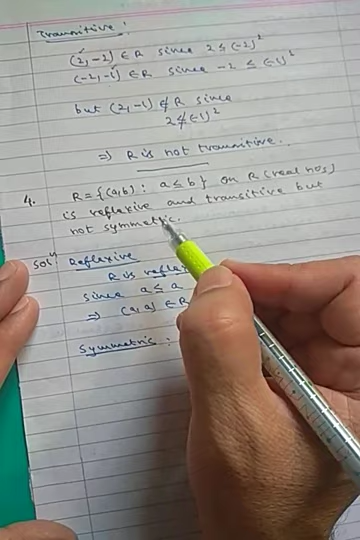 Transitive :
(2, -2) ∈ R since 2 ≤ (-2)²
(-2, -1) ∈ R since -2 ≤ (-1)²
but (2, -1) ∉ R since
2 ≰ (-1)²
⇒ R is not transitive.
4. R = {(a,b) : a ≤ b} on R (real nos)
is reflexive and transitive but
not symmetric.
Solⁿ Reflexive
R is
since a ≤ a
⇒ (a, a) ∈ R
Symmetric :